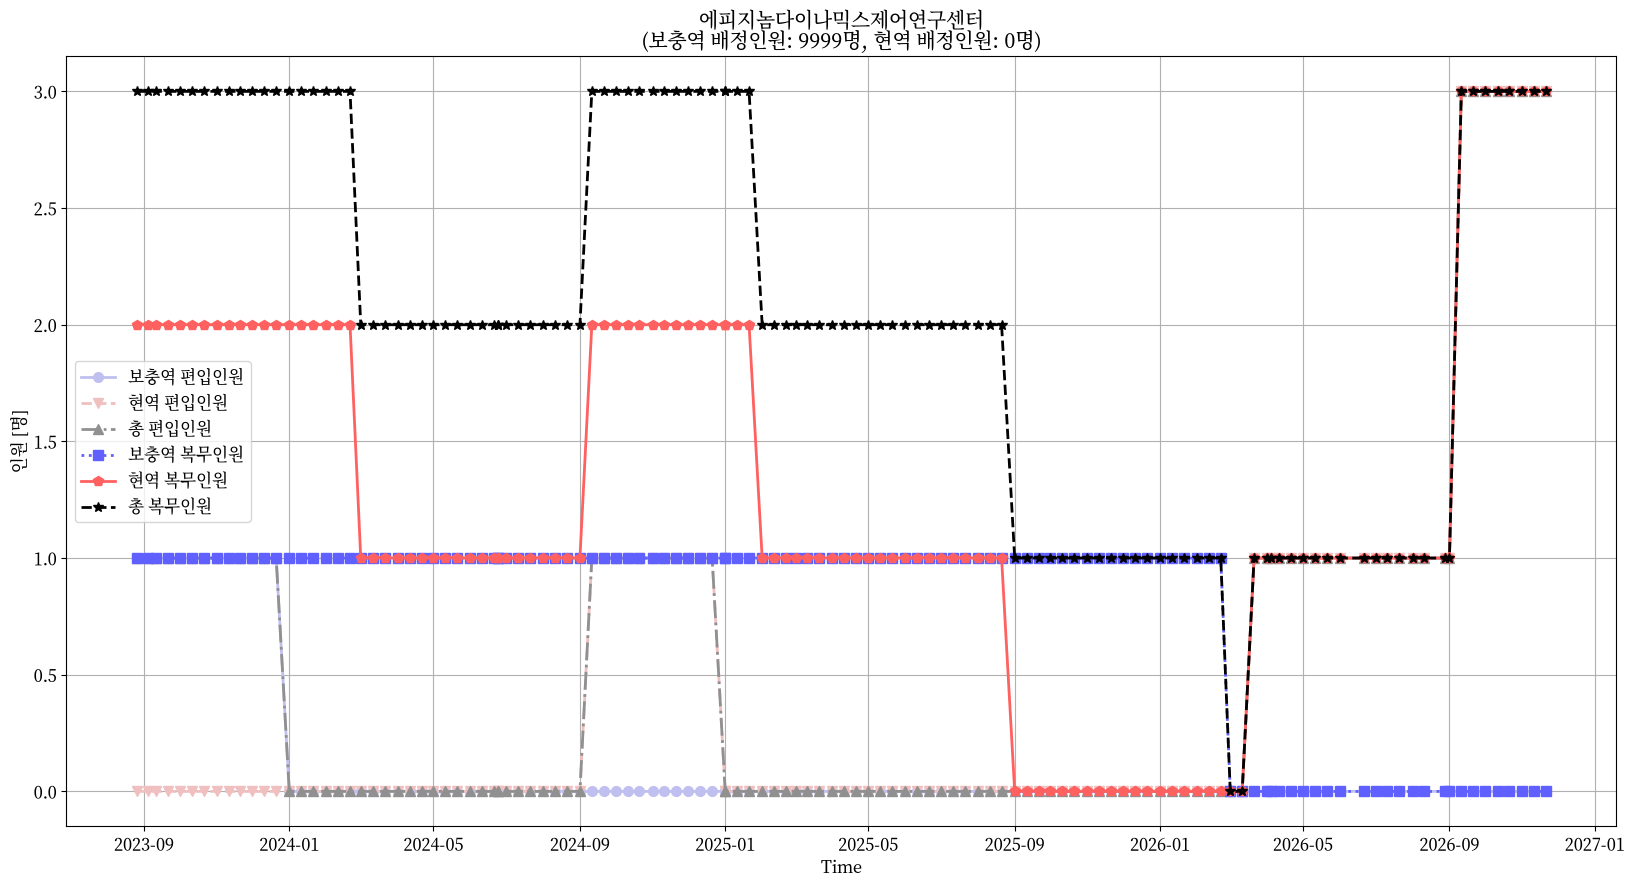 에피지놈다이나믹스제어연구센터
(보충역 배정인원: 9999명, 현역 배정인원: 0명)
3.0
2.5
2.0
1.5
1.0
0.5
0.0
인원 [명]
보충역 편입인원
현역 편입인원
총 편입인원
보충역 복무인원
현역 복무인원
총 복무인원
2023-09
2024-01
2024-05
2024-09
2025-01
2025-05
2025-09
2026-01
2026-05
2026-09
2027-01
Time